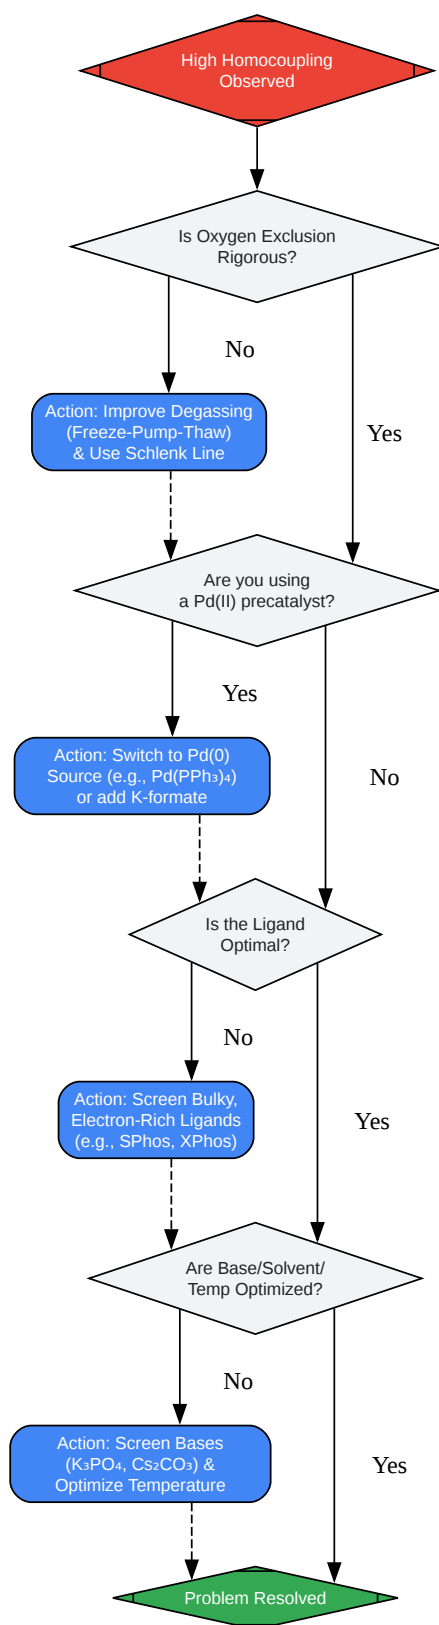 High Homocoupling
Observed
Is Oxygen Exclusion
Rigorous?
No
Action: Improve Degassing
(Freeze-Pump-Thaw)
& Use Schlenk Line
Yes
Are you using
a Pd(II) precatalyst?
Yes
Action: Switch to Pd(0)
Source (e.g., Pd(PPh₃)₄)
or add K-formate
No
Is the Ligand
Optimal?
No
Action: Screen Bulky,
Electron-Rich Ligands
(e.g., SPhos, XPhos)
Yes
Are Base/Solvent/
Temp Optimized?
No
Action: Screen Bases
(K₃PO₄, Cs₂CO₃) &
Optimize Temperature
Yes
Problem Resolved